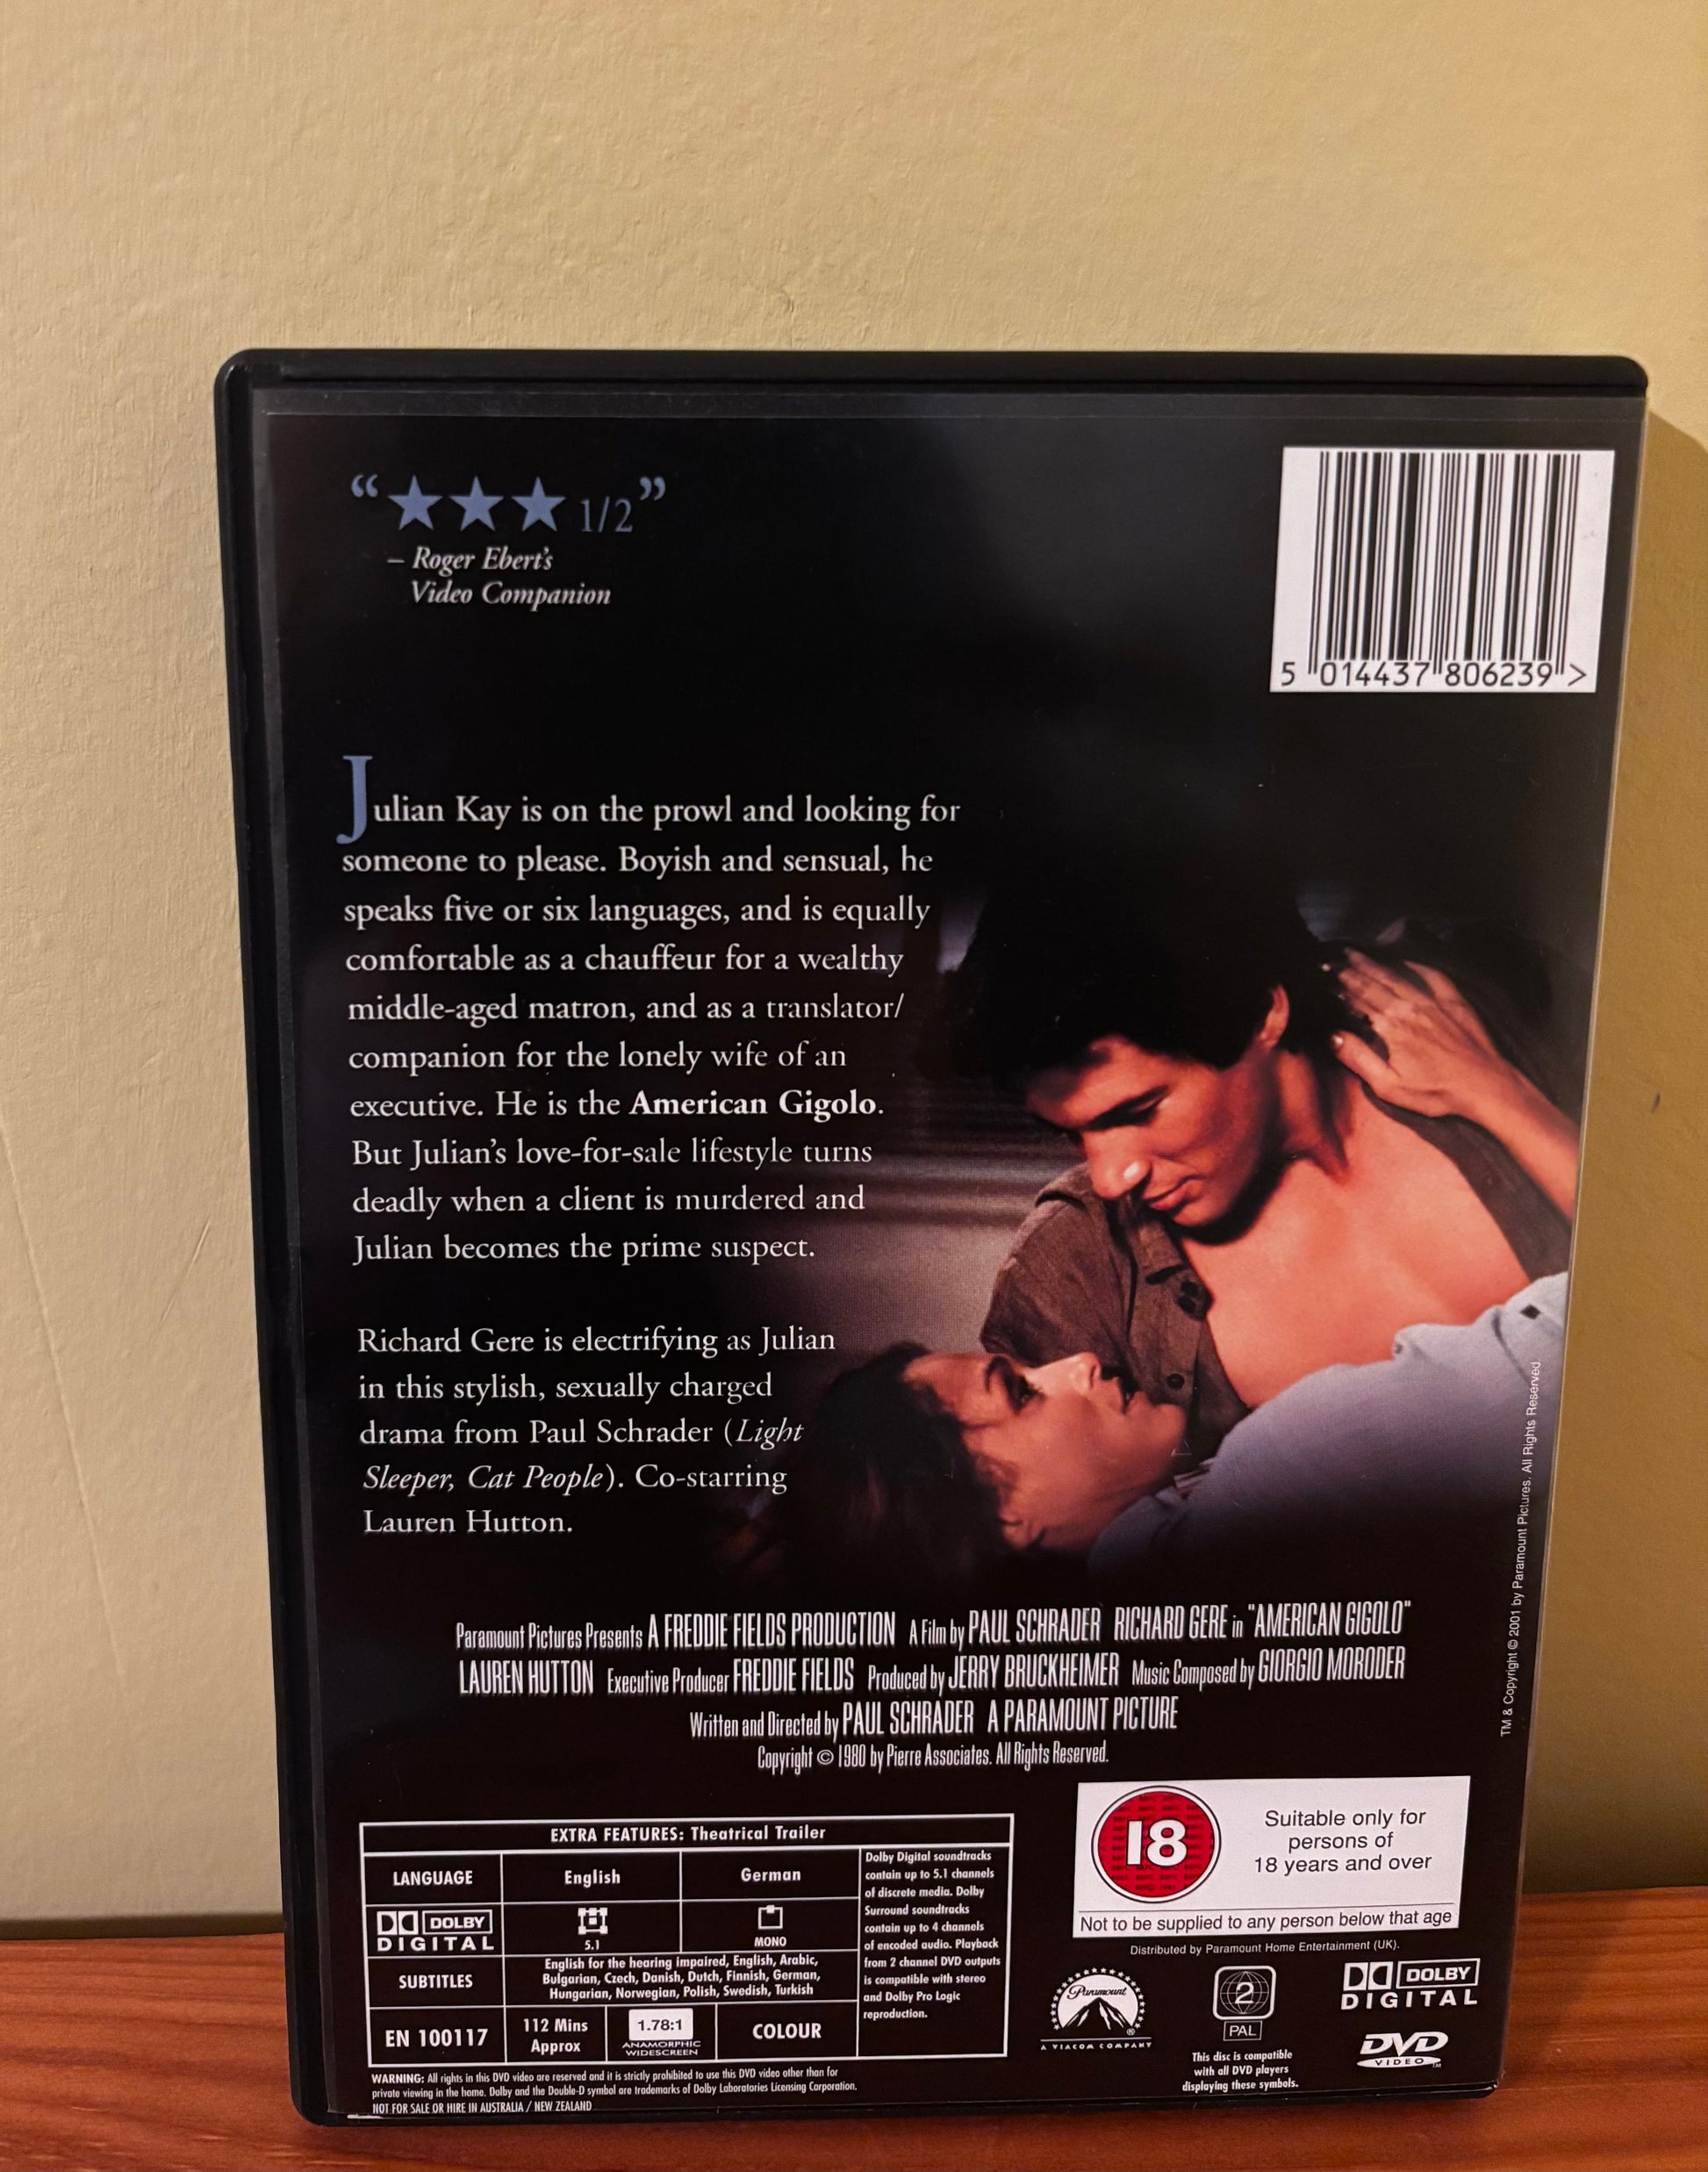 “★★★ 1/2”
– Roger Ebert's
Video Companion
5 014437 806239 >
Julian Kay is on the prowl and looking for
someone to please. Boyish and sensual, he
speaks five or six languages, and is equally
comfortable as a chauffeur for a wealthy
middle-aged matron, and as a translator/
companion for the lonely wife of an
executive. He is the American Gigolo.
But Julian's love-for-sale lifestyle turns
deadly when a client is murdered and
Julian becomes the prime suspect.
Richard Gere is electrifying as Julian
in this stylish, sexually charged
drama from Paul Schrader (Light
Sleeper, Cat People). Co-starring
Lauren Hutton.
TM & Copyright © 2001 by Paramount Pictures. All Rights Reserved.
Paramount Pictures Presents A FREDDIE FIELDS PRODUCTION A Film by PAUL SCHRADER RICHARD GERE in "AMERICAN GIGOLO"
LAUREN HUTTON Executive Producer FREDDIE FIELDS Produced by JERRY BRUCKHEIMER Music Composed by GIORGIO MORODER
Written and Directed by PAUL SCHRADER A PARAMOUNT PICTURE
Copyright © 1980 by Pierre Associates. All Rights Reserved.
EXTRA FEATURES: Theatrical Trailer
LANGUAGE English German
DOLBY
DIGITAL
5.1 MONO
SUBTITLES
English for the hearing impaired, English, Arabic,
Bulgarian, Czech, Danish, Dutch, Finnish, German,
Hungarian, Norwegian, Polish, Swedish, Turkish
EN 100117
112 Mins
Approx
1.78:1
ANAMORPHIC
WIDESCREEN
COLOUR
Dolby Digital soundtracks
contain up to 5.1 channels
of discrete media. Dolby
Surround soundtracks
contain up to 4 channels
of encoded audio. Playback
from 2 channel DVD outputs
is compatible with stereo
and Dolby Pro Logic
reproduction.
WARNING: All rights in this DVD video are reserved and it is strictly prohibited to use this DVD video other than for
private viewing in the home. Dolby and the Double-D symbol are trademarks of Dolby Laboratories Licensing Corporation.
NOT FOR SALE OR HIRE IN AUSTRALIA / NEW ZEALAND
18
Suitable only for
persons of
18 years and over
Not to be supplied to any person below that age
Distributed by Paramount Home Entertainment (UK).
Paramount
A VIACOM COMPANY
2
PAL
This disc is compatible
with all DVD players
displaying these symbols.
DOLBY
DIGITAL
DVD
VIDEO TM